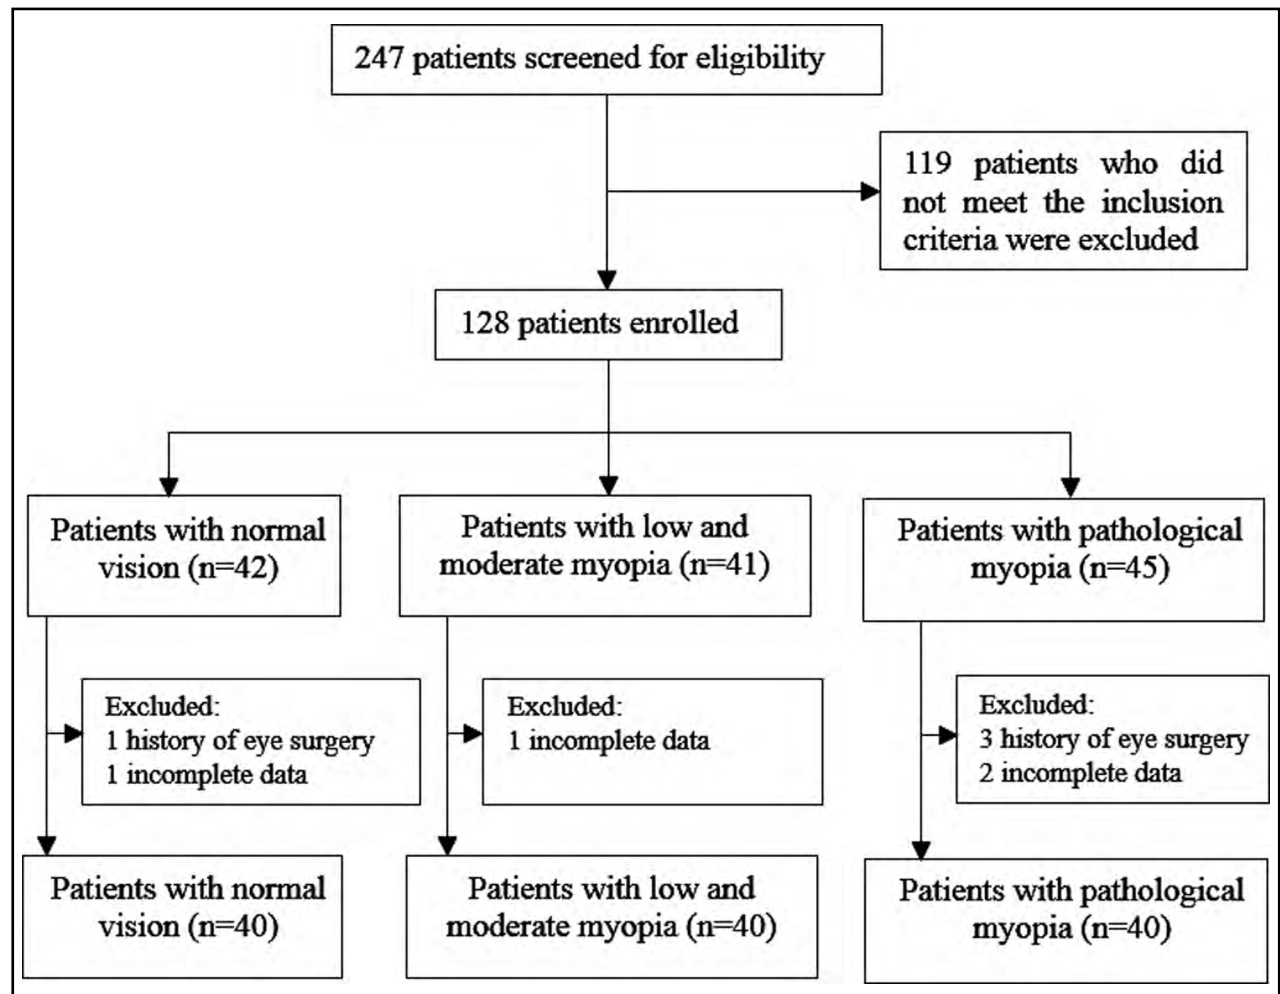 247 patients screened for eligibility
119 patients who did
not meet the inclusion
criteria were excluded
128 patients enrolled
Patients with normal
vision (n=42)
Patients with low and
moderate myopia (n=41)
Patients with pathological
myopia (n=45)
Excluded:
1 history of eye surgery
1 incomplete data
Excluded:
1 incomplete data
Excluded:
3 history of eye surgery
2 incomplete data
Patients with normal
vision (n=40)
Patients with low and
moderate myopia (n=40)
Patients with pathological
myopia (n=40)